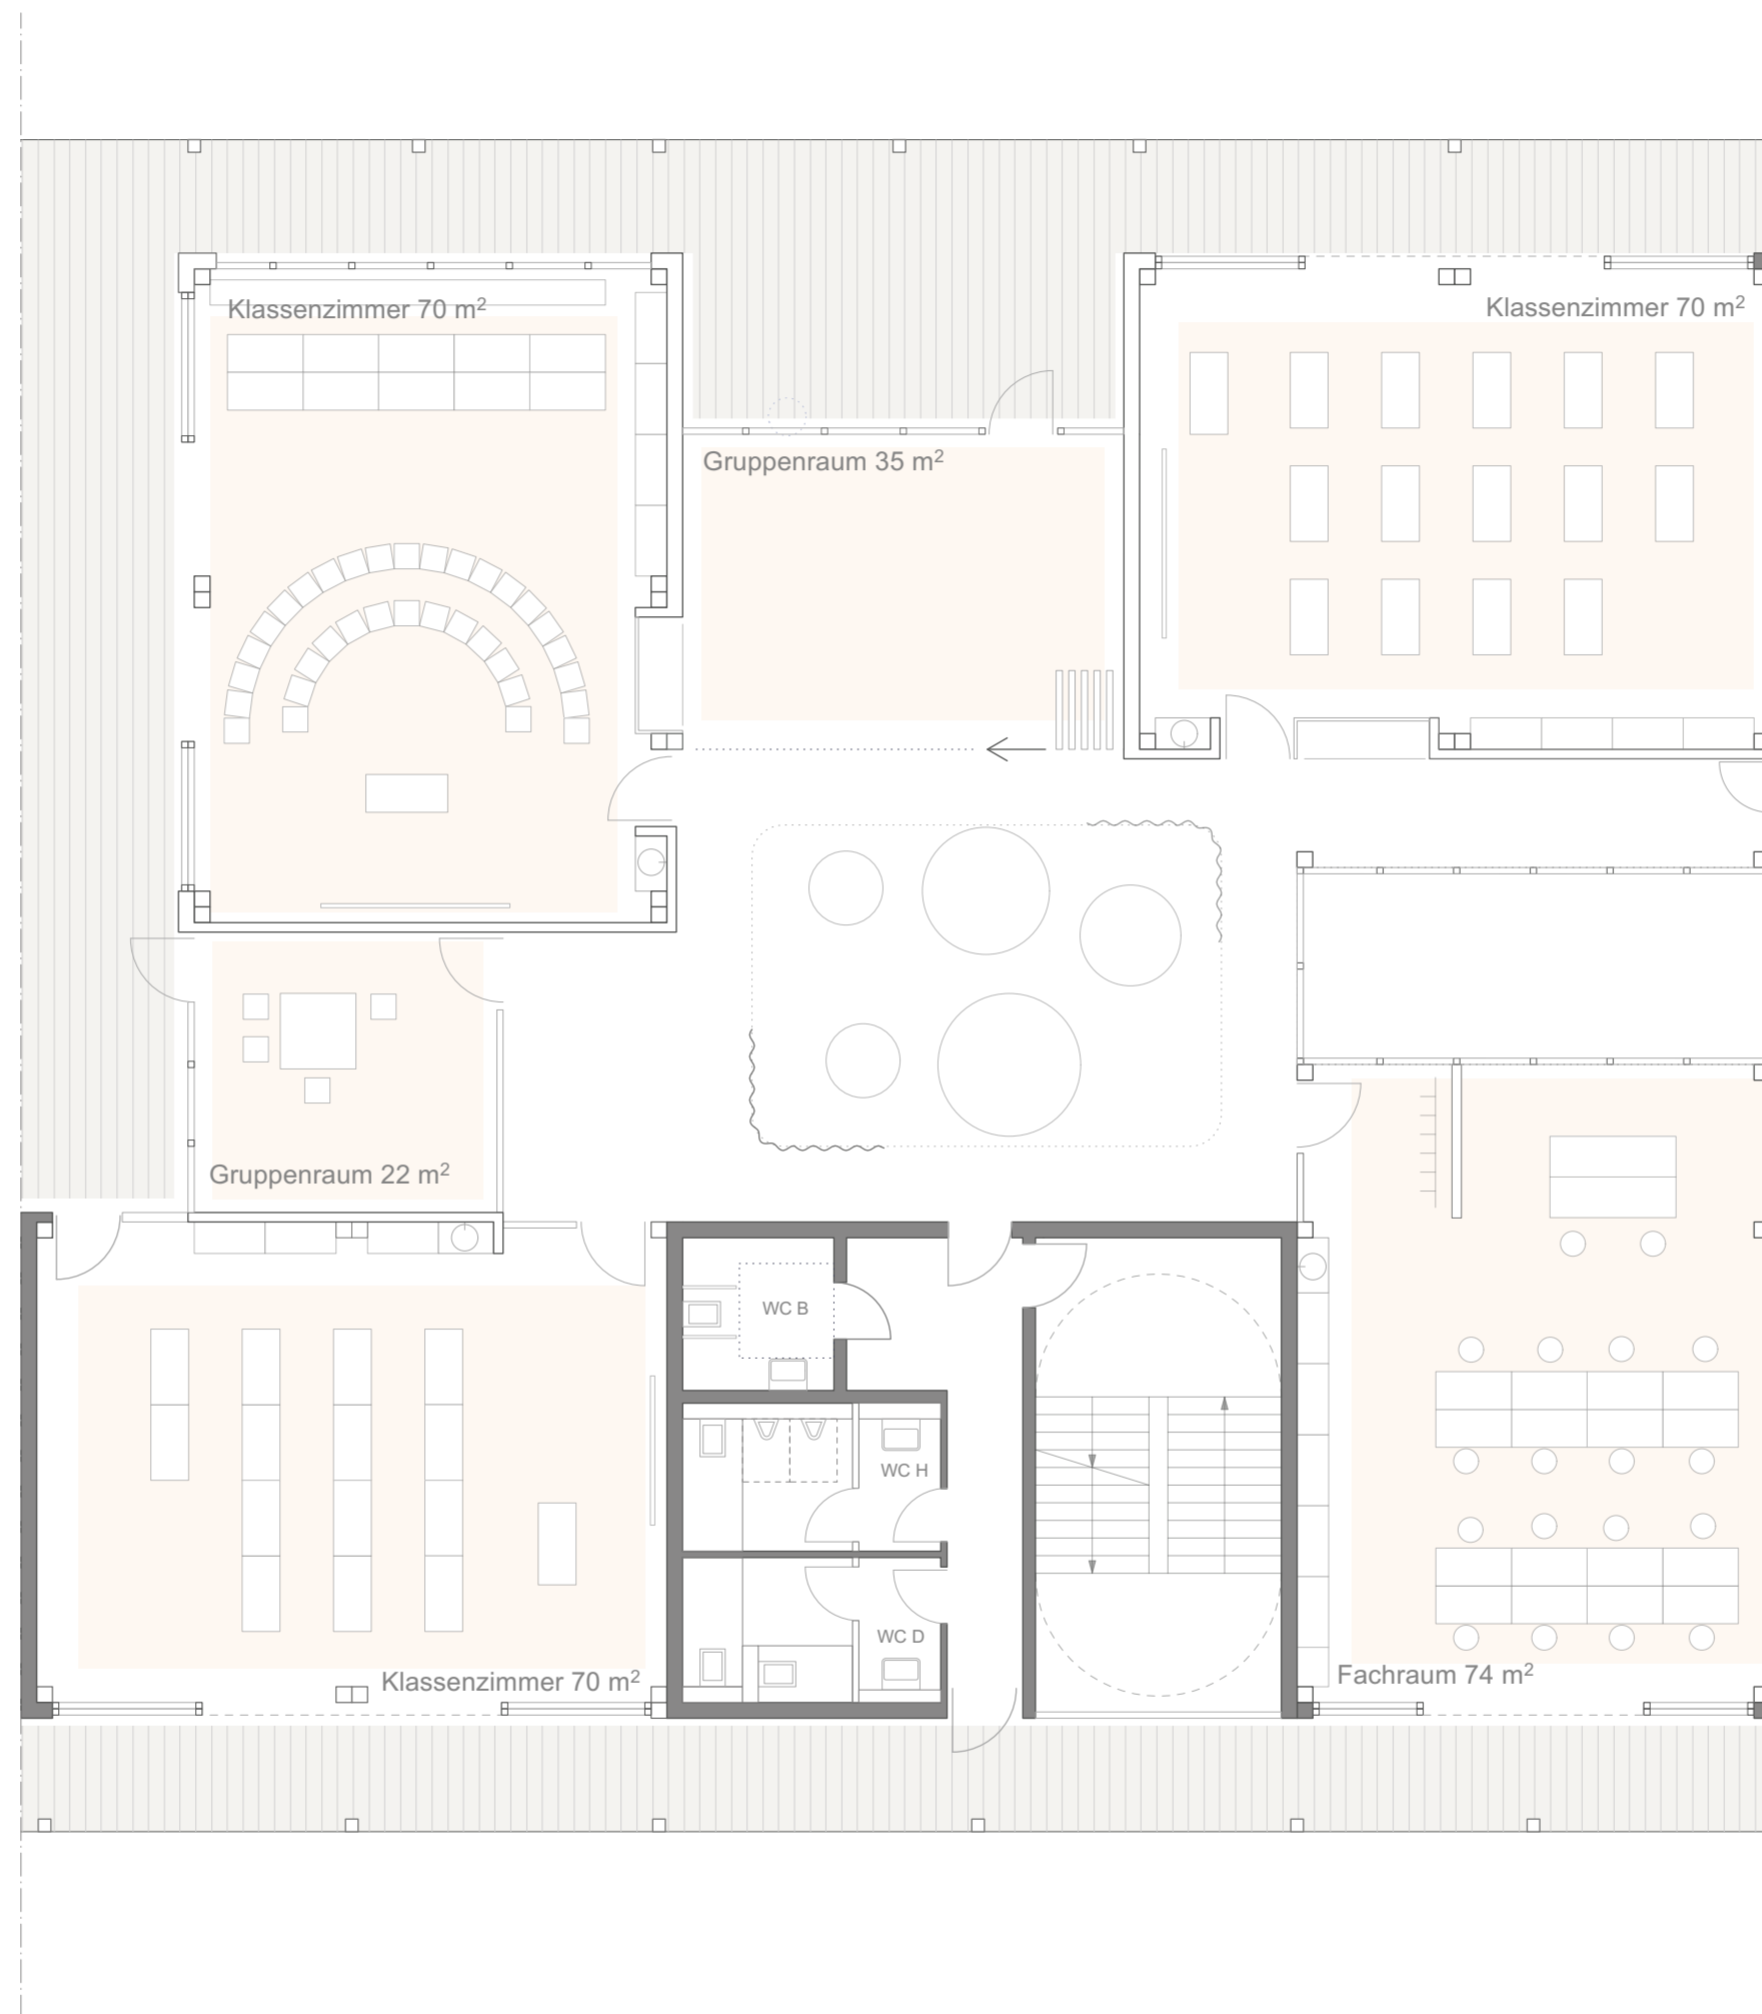 Klassenzimmer 70 m²
Klassenzimmer 70 m²
Gruppenraum 35 m²
Gruppenraum 22 m²
WC B
WC H
WC D
Klassenzimmer 70 m²
Fachraum 74 m²